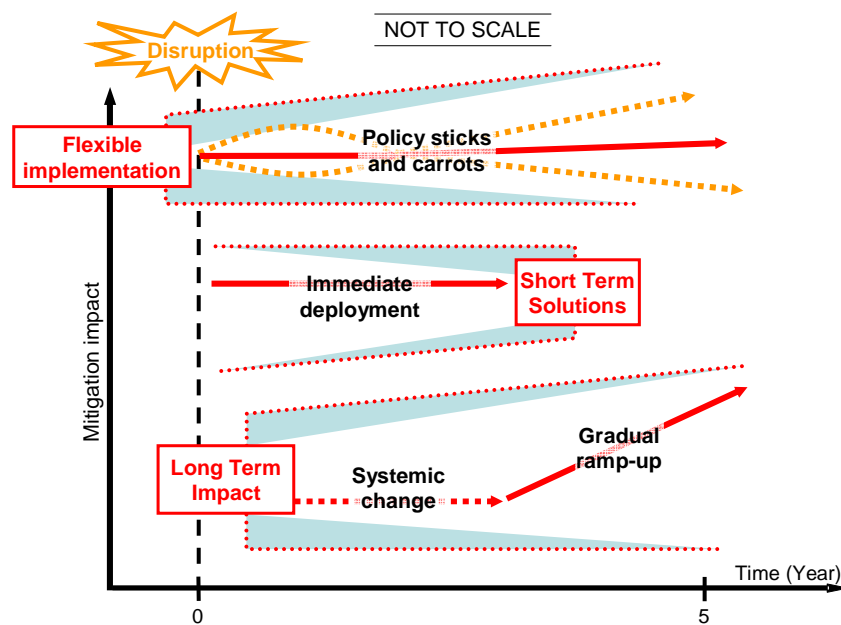 NOT TO SCALE
Disruption
Flexible
implementation
Policy sticks
and carrots
Immediate
deployment
Short Term
Solutions
Mitigation impact
Long Term
Impact
Systemic
change
Gradual
ramp-up
Time (Year)
0
5